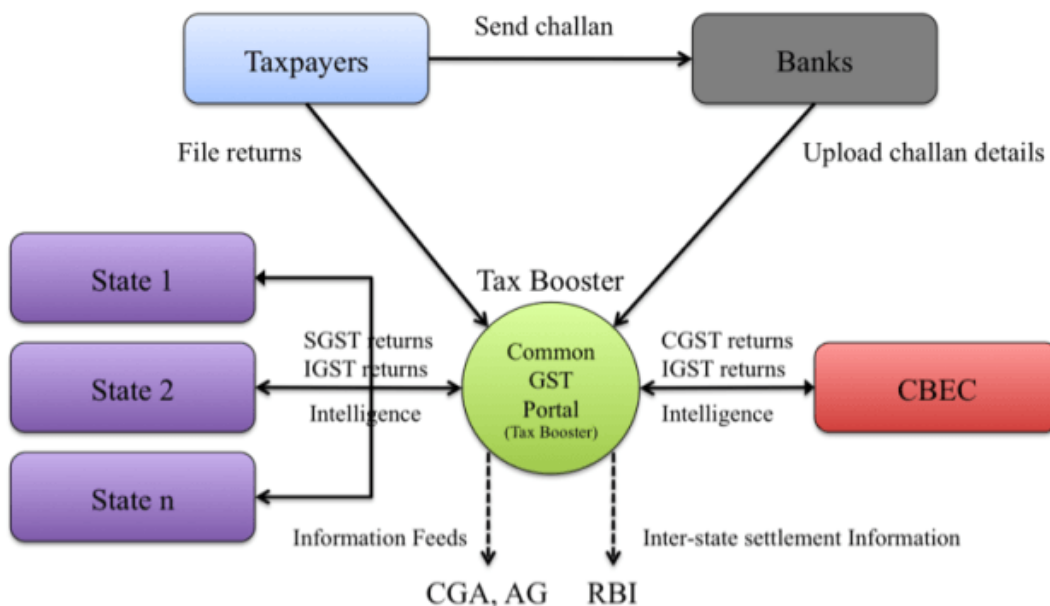 Send challan
Taxpayers
Banks
File returns
Upload challan details
State 1
Tax Booster
SGST returns
IGST returns
Intelligence
State 2
Common
GST
Portal
(Tax Booster)
CGST returns
IGST returns
Intelligence
CBEC
State n
Information Feeds
Inter-state settlement Information
CGA, AG
RBI